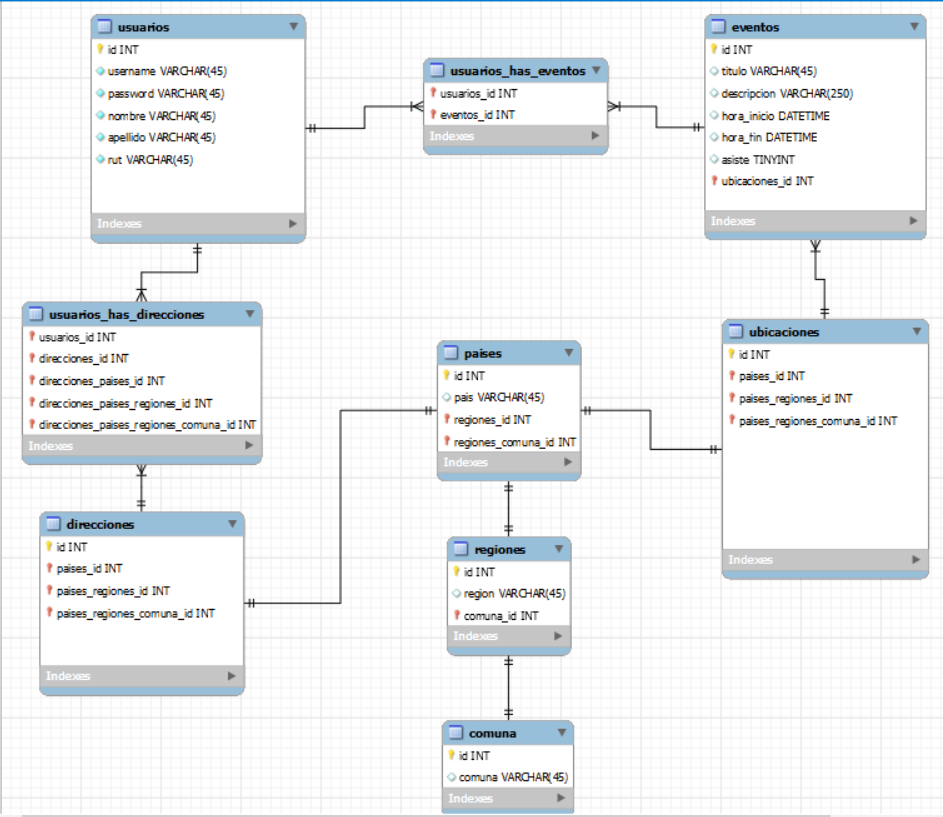 usuarios
id INT
username VARCHAR(45)
password VARCHAR(45)
nombre VARCHAR(45)
apellido VARCHAR(45)
rut VARCHAR(45)
Indexes
usuarios_has_eventos
usuarios_id INT
eventos_id INT
Indexes
eventos
id INT
titulo VARCHAR(45)
descripcion VARCHAR(250)
hora_inicio DATETIME
hora_fin DATETIME
asiste TINYINT
ubicaciones_id INT
Indexes
usuarios_has_direcciones
usuarios_id INT
direcciones_id INT
direcciones_paises_id INT
direcciones_paises_regiones_id INT
direcciones_paises_regiones_comuna_id INT
Indexes
paises
id INT
pais VARCHAR(45)
regiones_id INT
regiones_comuna_id INT
Indexes
ubicaciones
id INT
paises_id INT
paises_regiones_id INT
paises_regiones_comuna_id INT
Indexes
direcciones
id INT
paises_id INT
paises_regiones_id INT
paises_regiones_comuna_id INT
Indexes
regiones
id INT
region VARCHAR(45)
comuna_id INT
Indexes
comuna
id INT
comuna VARCHAR(45)
Indexes